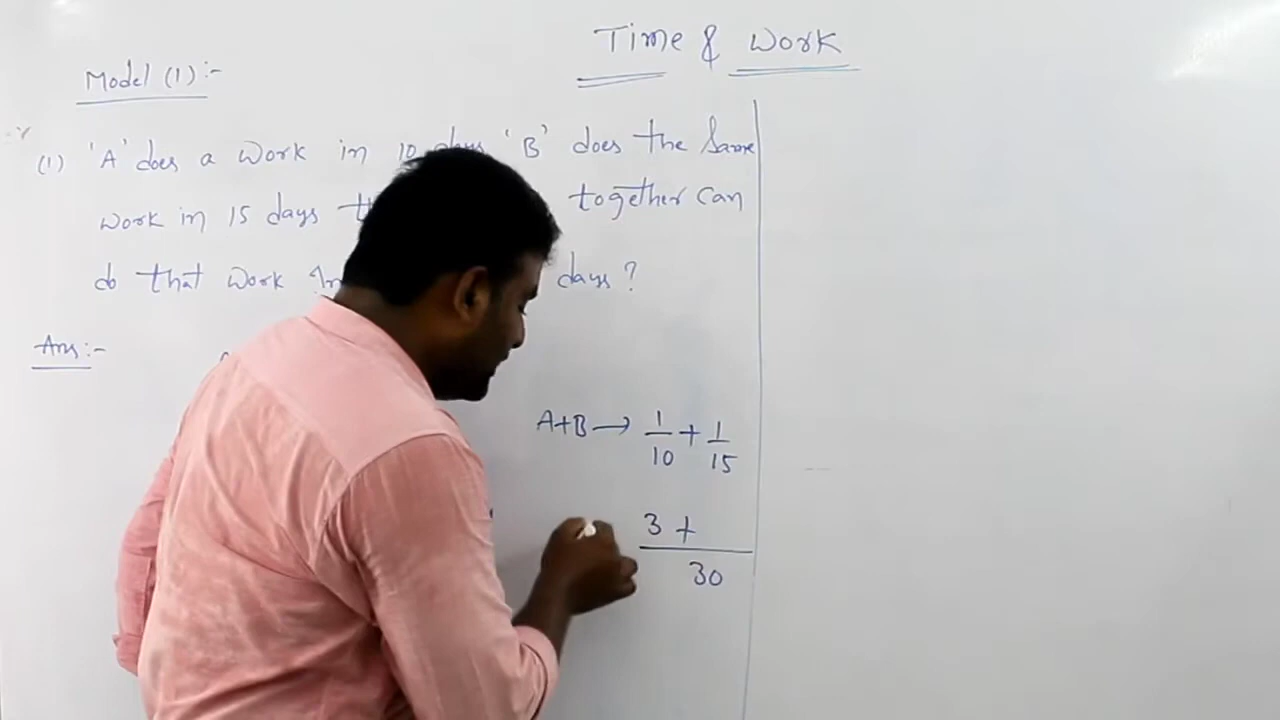 Time & Work
Model (1):-
(1) 'A' does a work in 10 days 'B' does the Same
work in 15 days together can
do that work In days?
Ans:-
A+B → 1/10 + 1/15
3 +
30